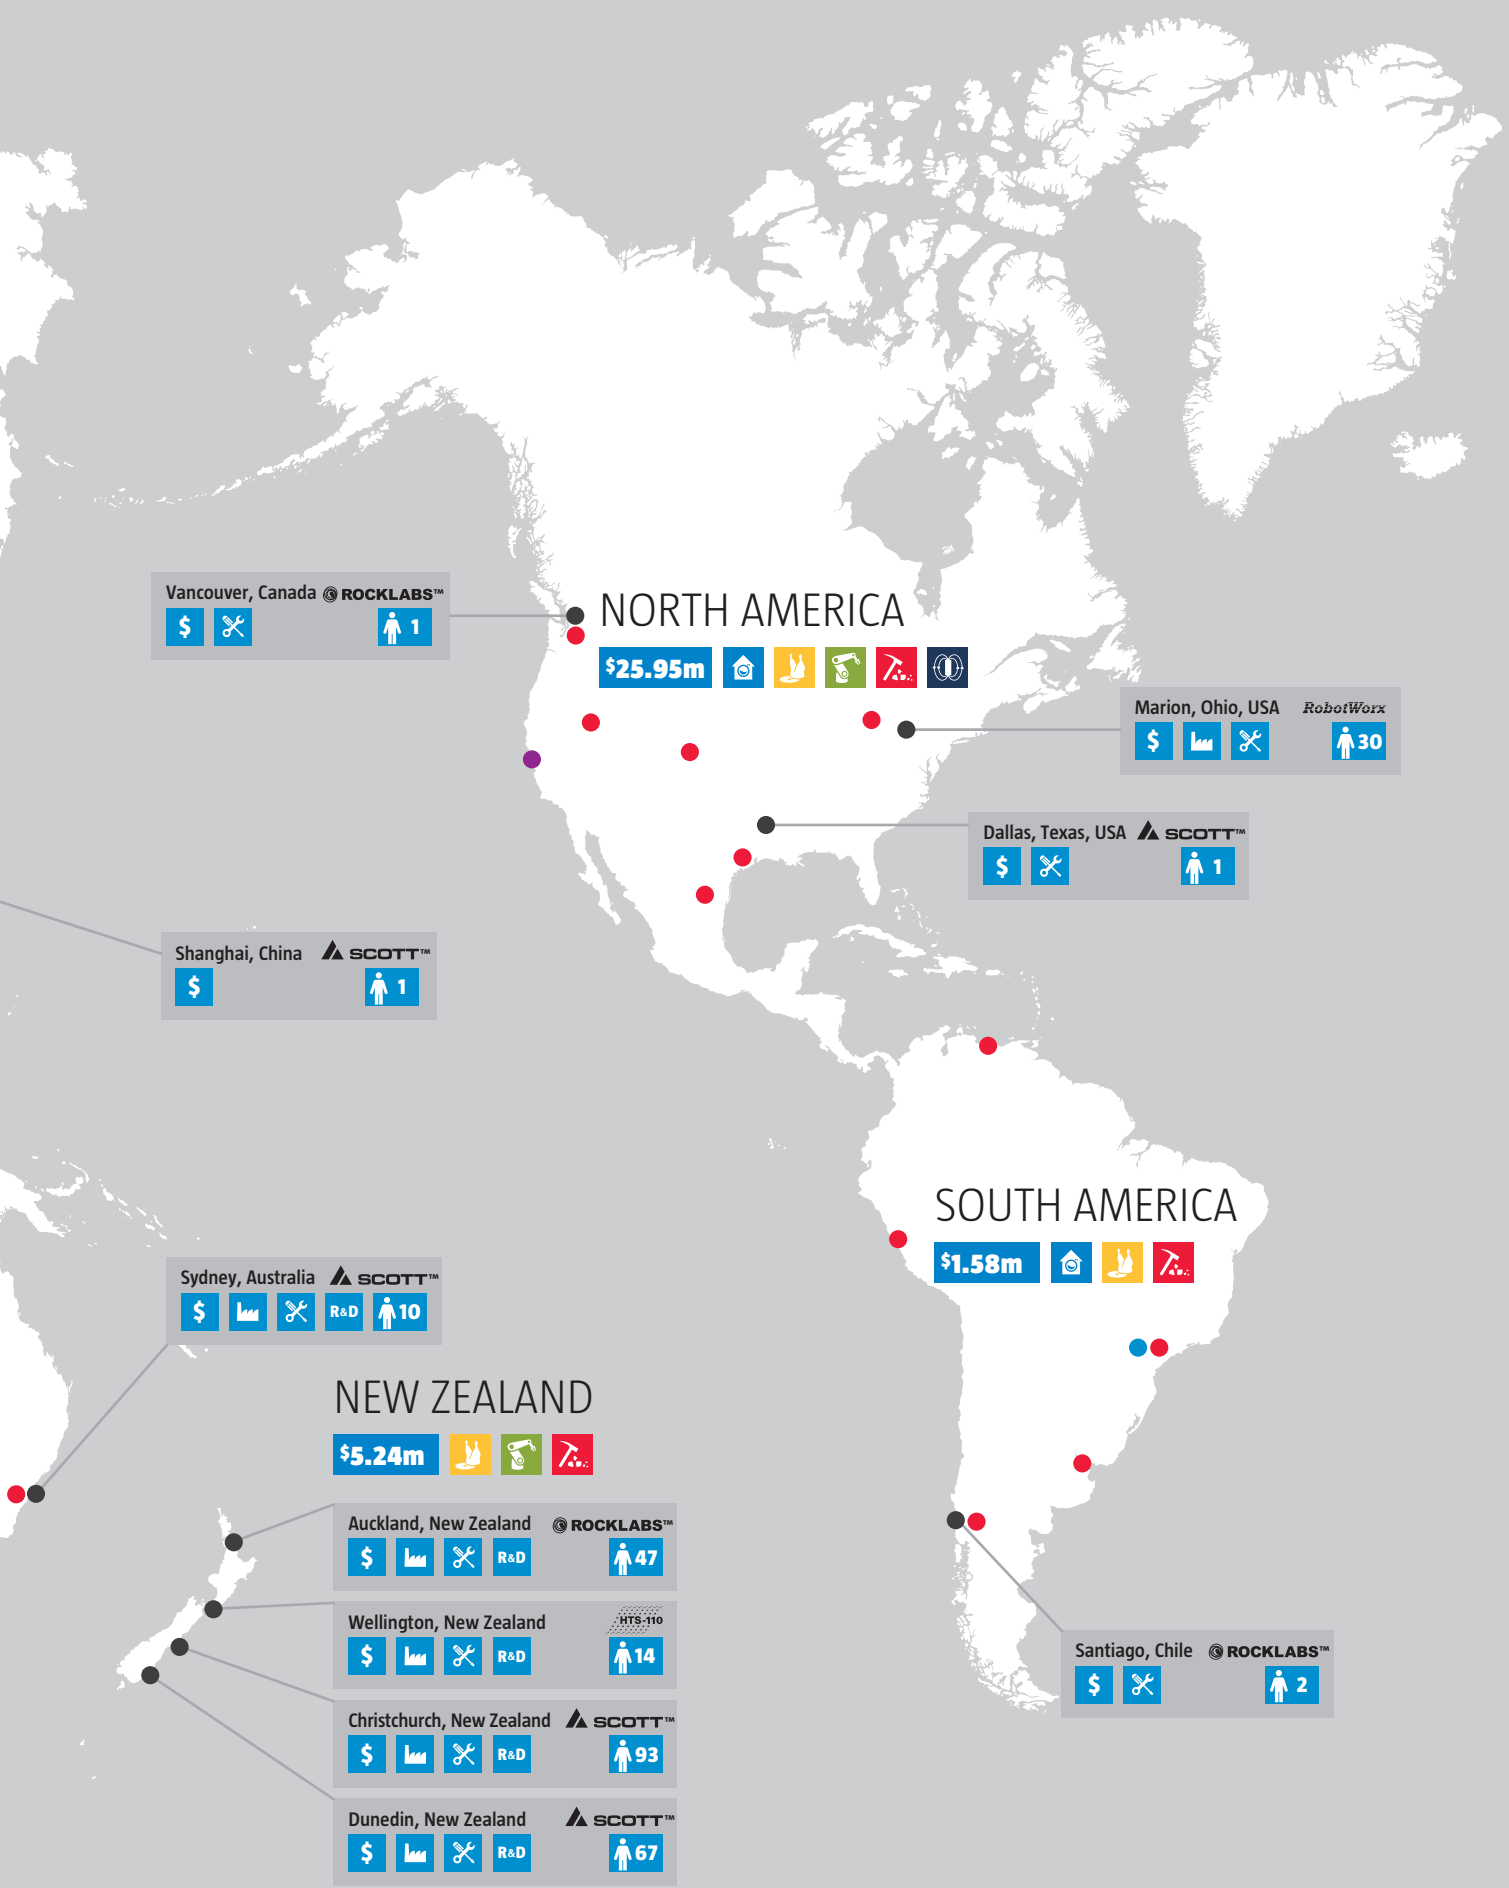 Vancouver, Canada ROCKLABS™
$ 1
NORTH AMERICA
$25.95m
Marion, Ohio, USA RobotWorx
$ 30
Dallas, Texas, USA SCOTT™
$ 1
Shanghai, China SCOTT™
$ 1
SOUTH AMERICA
$1.58m
Sydney, Australia SCOTT™
$ R&D 10
NEW ZEALAND
$5.24m
Auckland, New Zealand ROCKLABS™
$ R&D 47
Wellington, New Zealand HTS-110
$ R&D 14
Santiago, Chile ROCKLABS™
$ 2
Christchurch, New Zealand SCOTT™
$ R&D 93
Dunedin, New Zealand SCOTT™
$ R&D 67